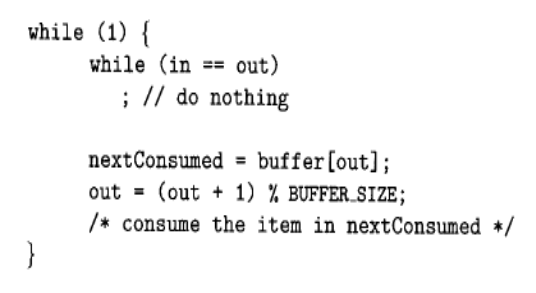 while (1) {
while (in == out)
; // do nothing
nextConsumed = buffer[out];
out = (out + 1) % BUFFER_SIZE;
/* consume the item in nextConsumed */
}